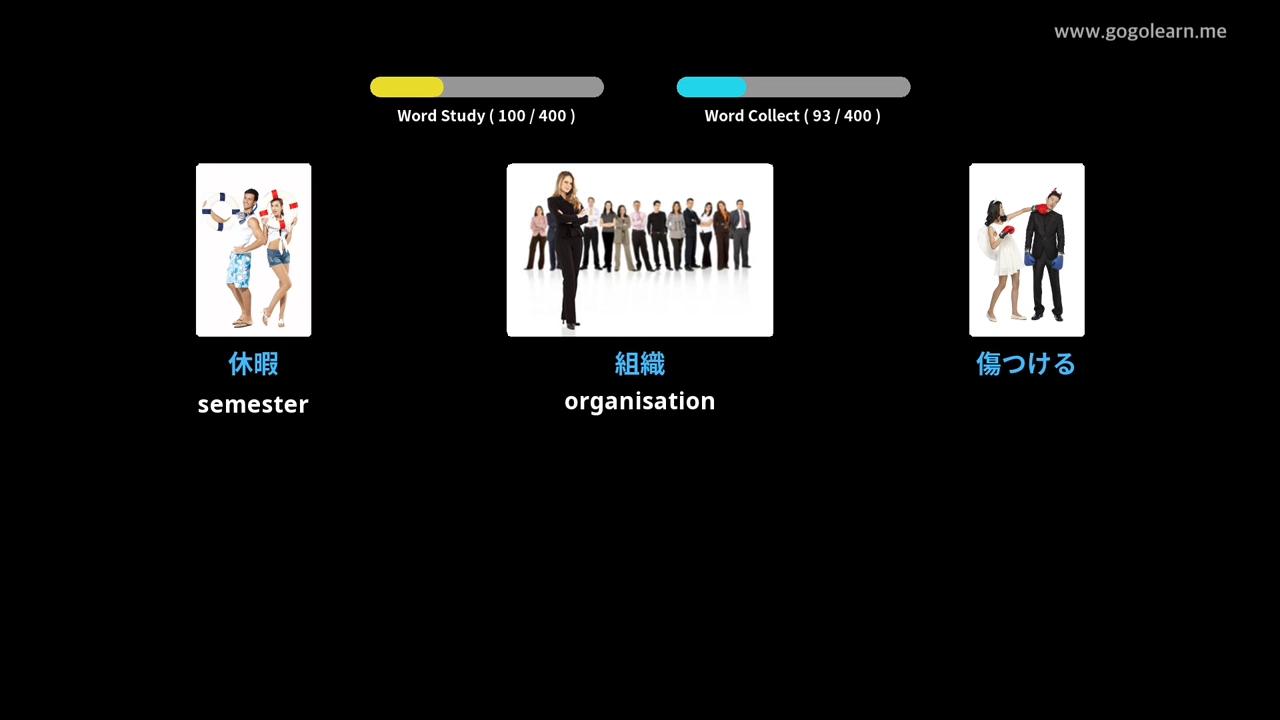 www.gogolearn.me
Word Study ( 100 / 400 )
Word Collect ( 93 / 400 )
休暇
semester
組織
organisation
傷つける